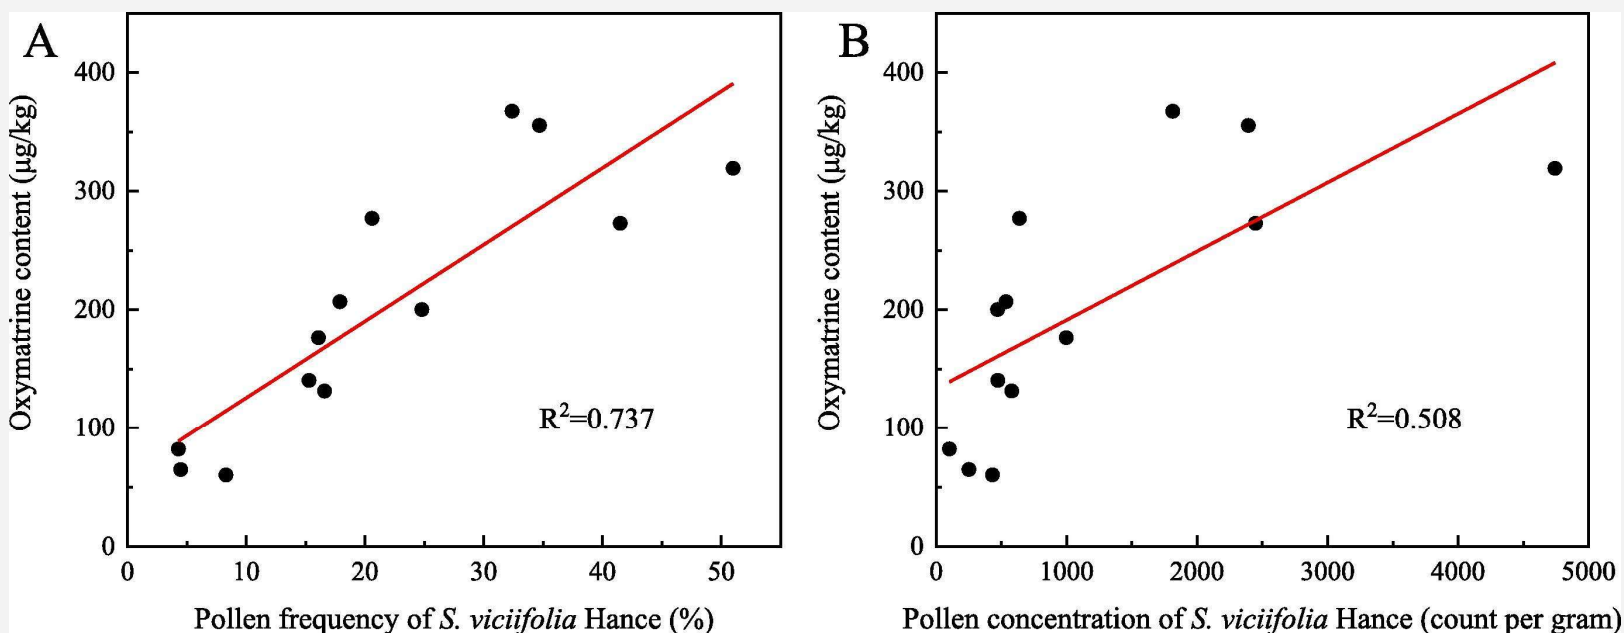 A
Oxymatrine content (μg/kg)
400
300
200
100
0
R²=0.737
0 10 20 30 40 50
Pollen frequency of S. viciifolia Hance (%)
B
Oxymatrine content (μg/kg)
400
300
200
100
0
R²=0.508
0 1000 2000 3000 4000 5000
Pollen concentration of S. viciifolia Hance (count per gram)